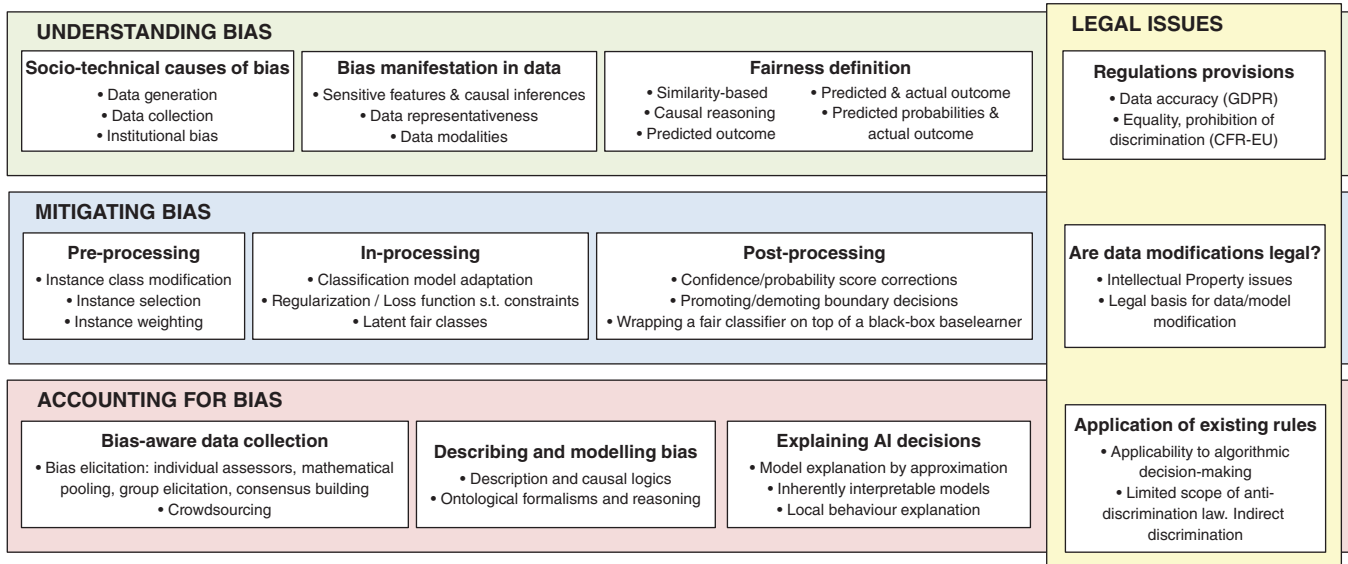 UNDERSTANDING BIAS
Socio-technical causes of bias
• Data generation
• Data collection
• Institutional bias
Bias manifestation in data
• Sensitive features & causal inferences
• Data representativeness
• Data modalities
Fairness definition
• Similarity-based
• Causal reasoning
• Predicted outcome
• Predicted & actual outcome
• Predicted probabilities &
actual outcome
LEGAL ISSUES
Regulations provisions
• Data accuracy (GDPR)
• Equality, prohibition of
discrimination (CFR-EU)
MITIGATING BIAS
Pre-processing
• Instance class modification
• Instance selection
• Instance weighting
In-processing
• Classification model adaptation
• Regularization / Loss function s.t. constraints
• Latent fair classes
Post-processing
• Confidence/probability score corrections
• Promoting/demoting boundary decisions
• Wrapping a fair classifier on top of a black-box baselearner
Are data modifications legal?
• Intellectual Property issues
• Legal basis for data/model
modification
ACCOUNTING FOR BIAS
Bias-aware data collection
• Bias elicitation: individual assessors, mathematical
pooling, group elicitation, consensus building
• Crowdsourcing
Describing and modelling bias
• Description and causal logics
• Ontological formalisms and reasoning
Explaining AI decisions
• Model explanation by approximation
• Inherently interpretable models
• Local behaviour explanation
Application of existing rules
• Applicability to algorithmic
decision-making
• Limited scope of anti-
discrimination law. Indirect
discrimination